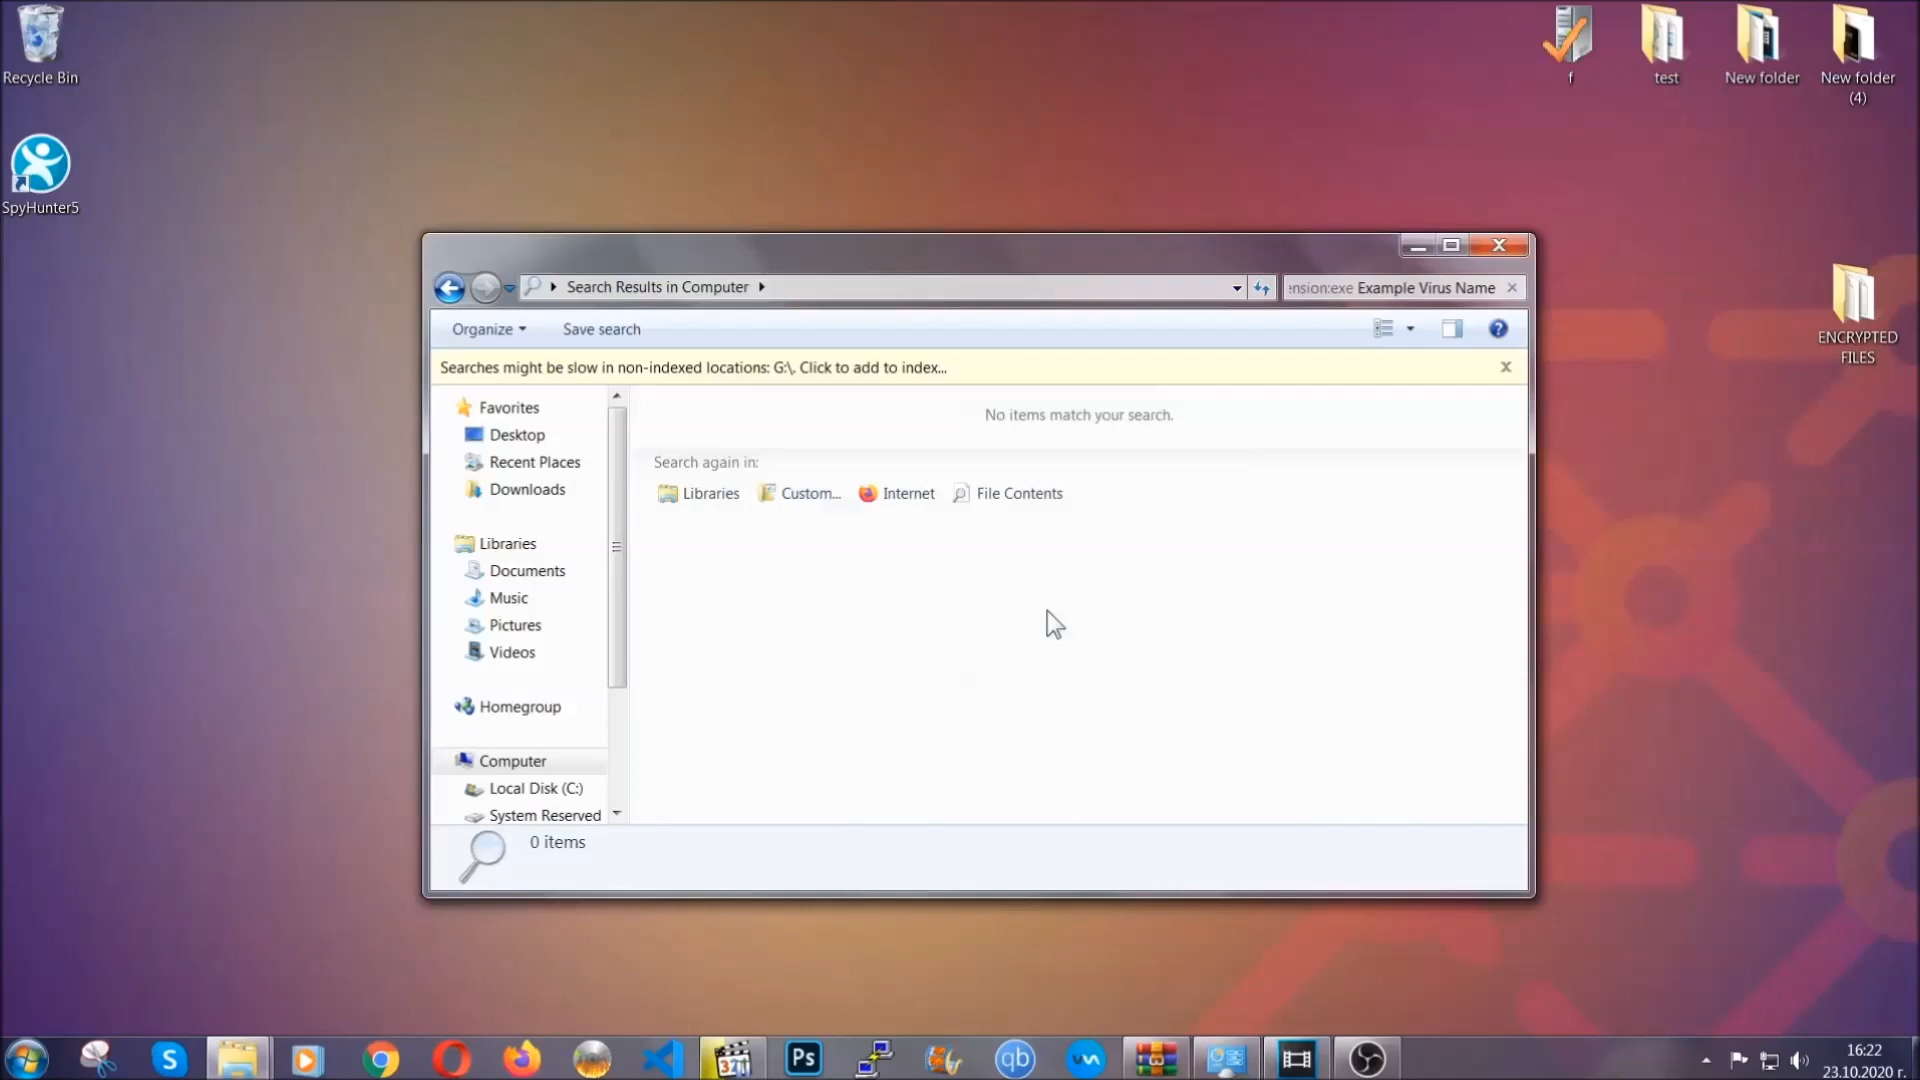 Recycle Bin
SpyHunter5
f
test
New folder
New folder
(4)
ENCRYPTED
FILES
Search Results in Computer
ension:exe Example Virus Name
Organize
Save search
Searches might be slow in non-indexed locations: G:\. Click to add to index...
Favorites
Desktop
Recent Places
Downloads
Libraries
Documents
Music
Pictures
Videos
Homegroup
Computer
Local Disk (C:)
System Reserved
No items match your search.
Search again in:
Libraries
Custom...
Internet
File Contents
0 items
S
321
Ps
qb
16:22
23.10.2020 г.